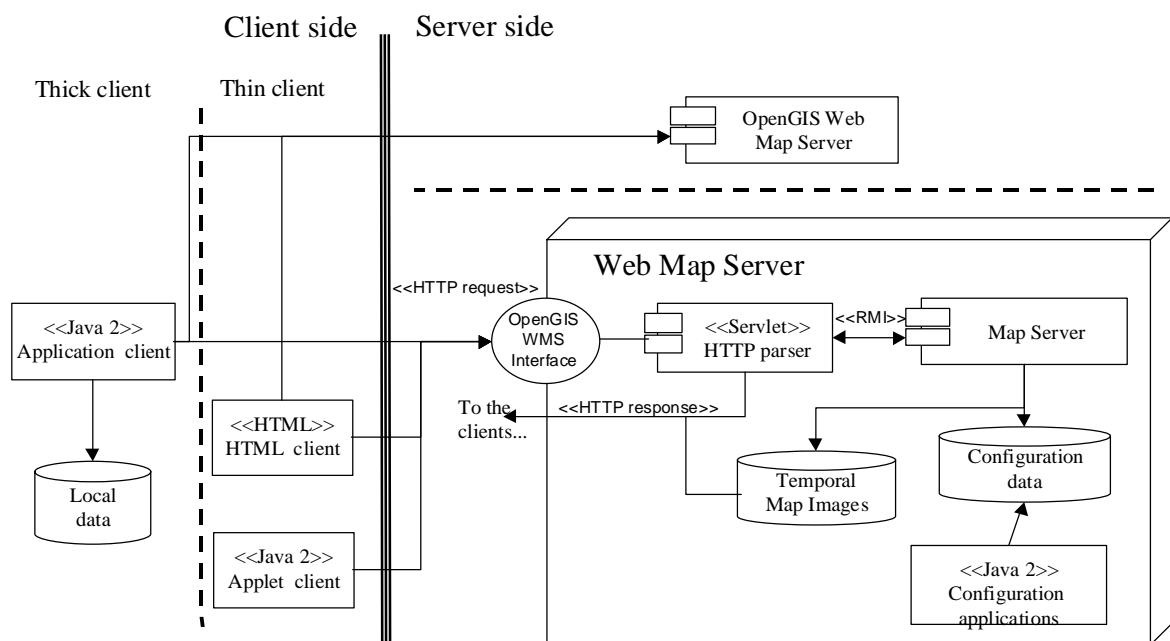 Client side
Server side
Thick client
Thin client
OpenGIS Web
Map Server
Web Map Server
<<HTTP request>>
<<Java 2>>
Application client
OpenGIS
WMS
Interface
<<Servlet>>
HTTP parser
<<RMI>>
Map Server
To the
clients...
<<HTTP response>>
<<HTML>>
HTML client
Local
data
Temporal
Map Images
Configuration
data
<<Java 2>>
Applet client
<<Java 2>>
Configuration
applications